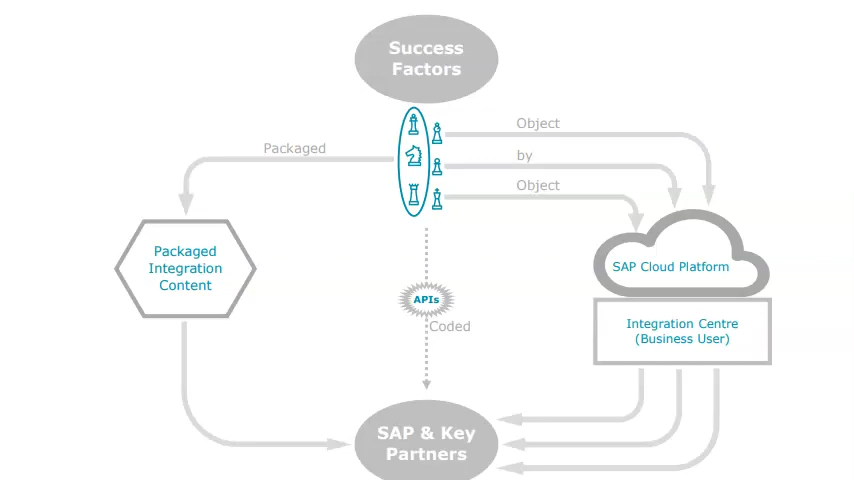 Success
Factors
Object
Packaged
by
Object
Packaged
Integration
Content
SAP Cloud Platform
APIs
Coded
Integration Centre
(Business User)
SAP & Key
Partners